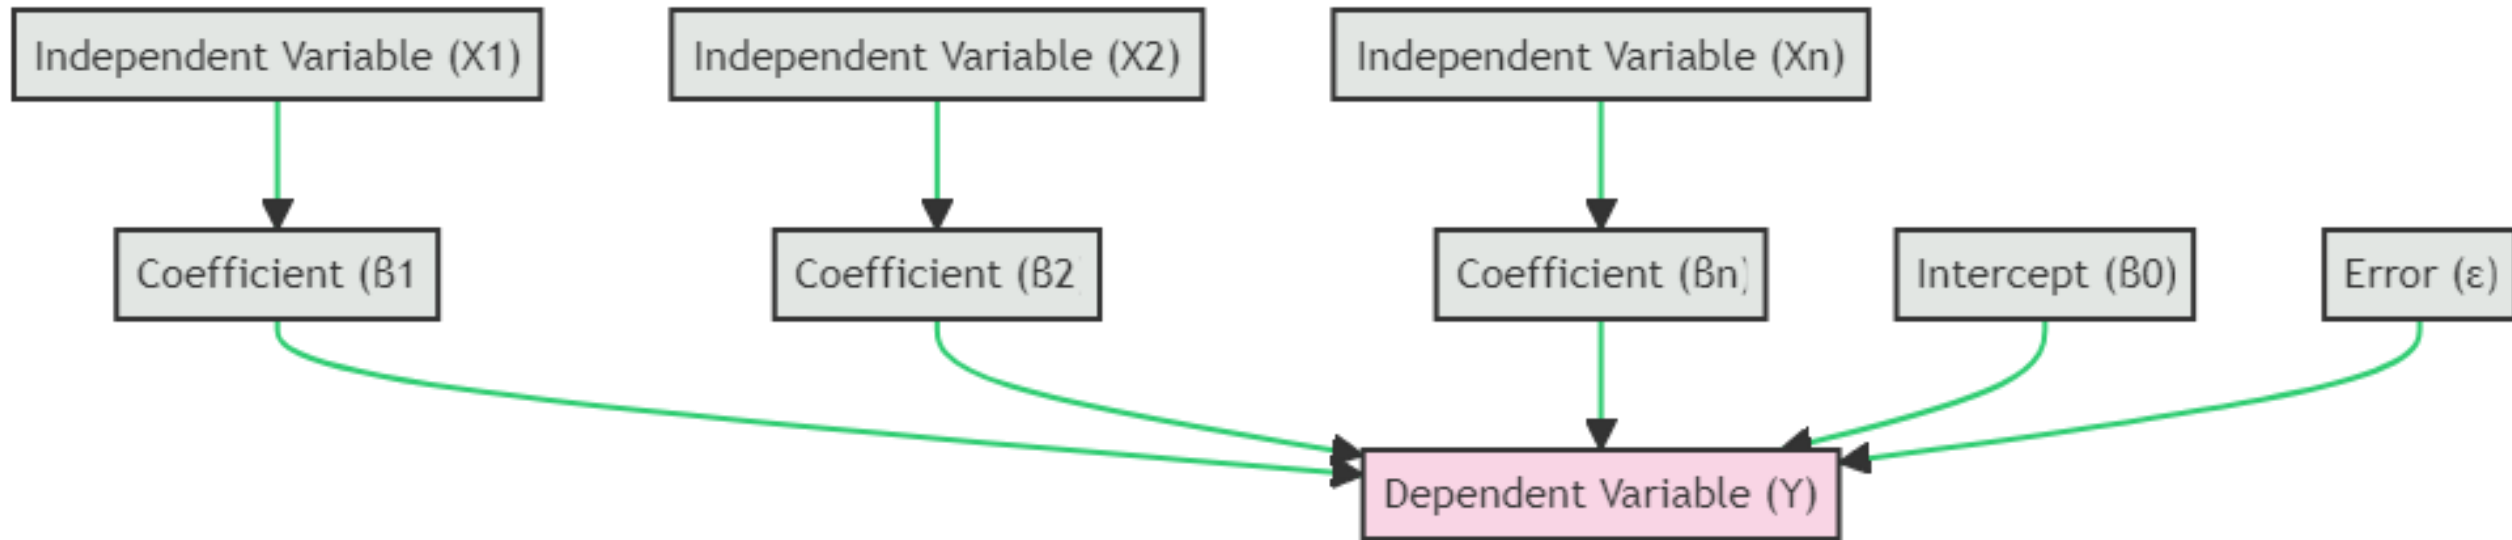 Independent Variable (X1)
Independent Variable (X2)
Independent Variable (Xn)
Coefficient (β1
Coefficient (β2
Coefficient (βn)
Intercept (β0)
Error (ε)
Dependent Variable (Y)